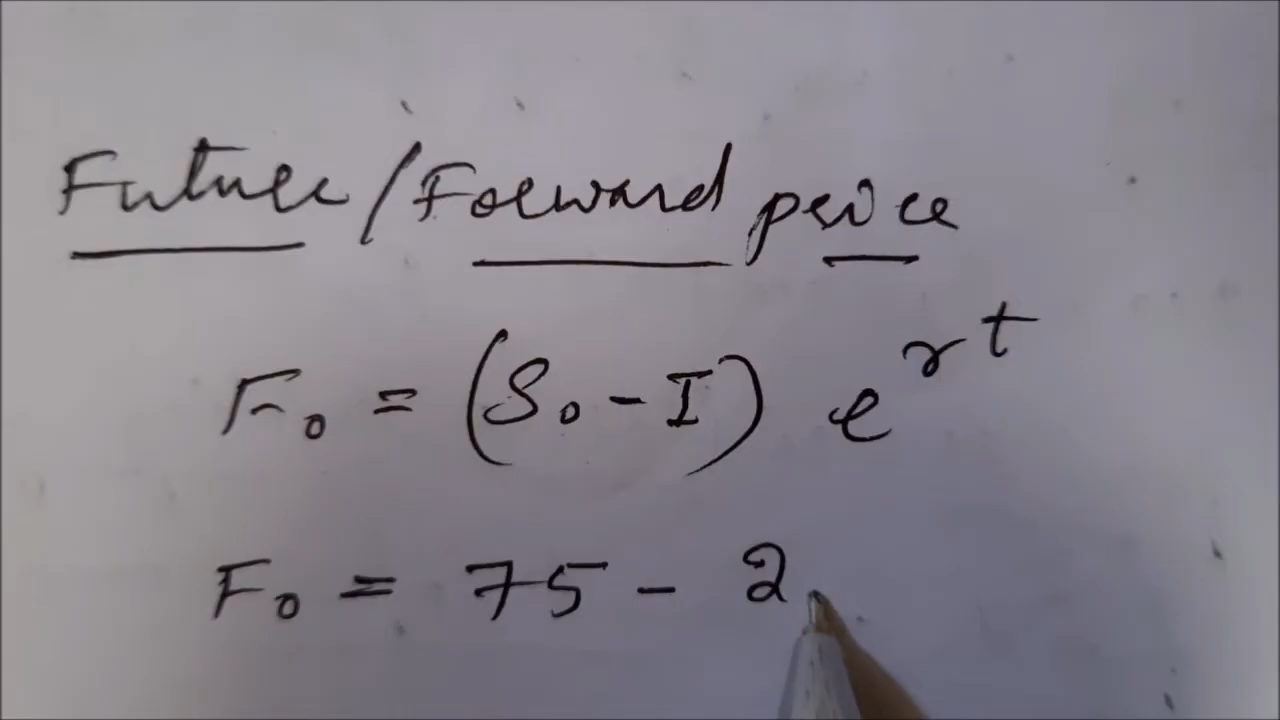 Future/Forward price
F₀ = (S₀ - I) e^rt
F₀ = 75 - 2.